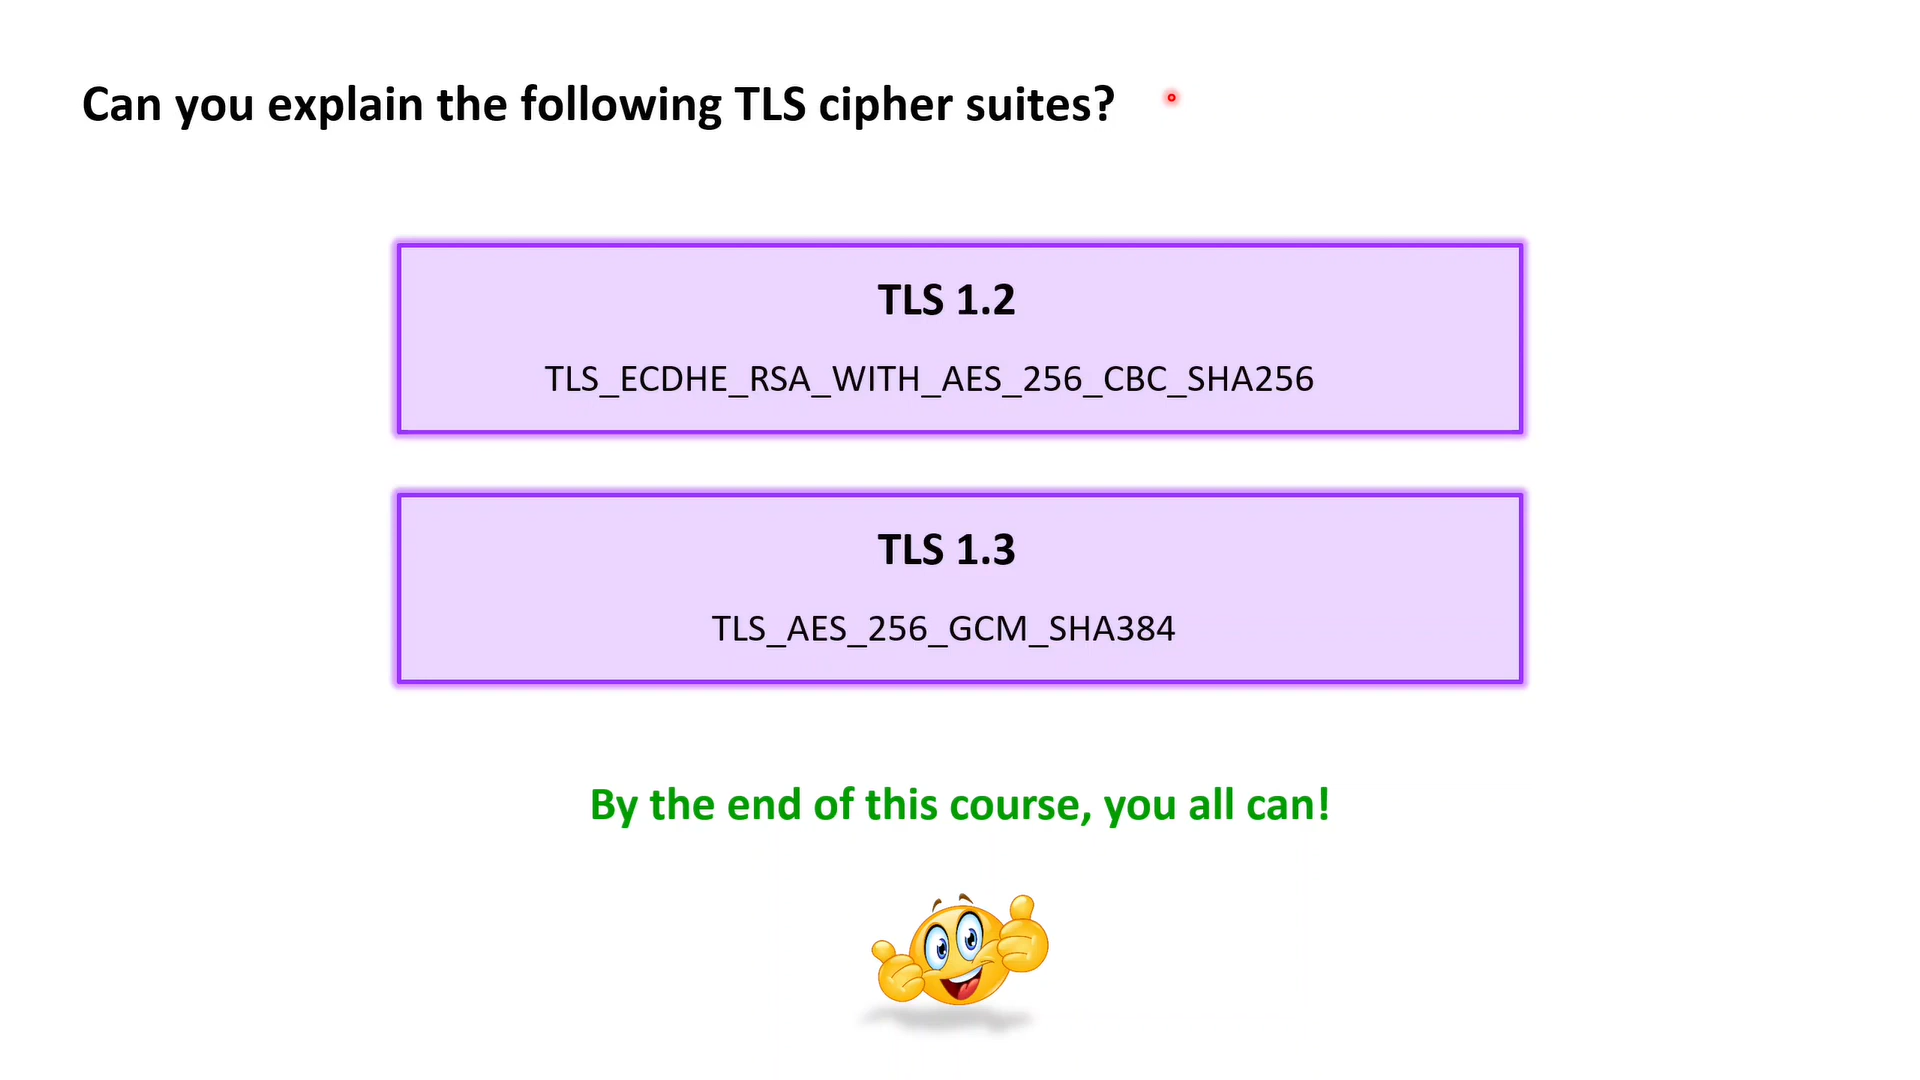 Can you explain the following TLS cipher suites?
TLS 1.2
TLS_ECDHE_RSA_WITH_AES_256_CBC_SHA256
TLS 1.3
TLS_AES_256_GCM_SHA384
By the end of this course, you all can!